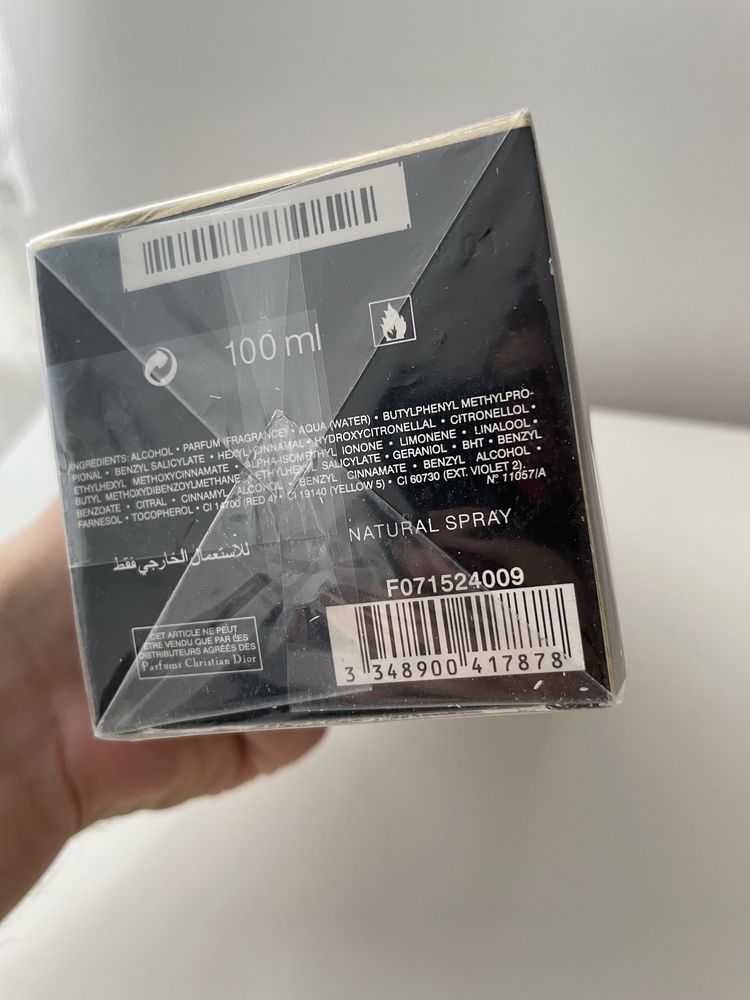 100 ml
INGREDIENTS: ALCOHOL • PARFUM (FRAGRANCE) • AQUA (WATER) • BUTYLPHENYL METHYLPRO-
PIONAL • BENZYL SALICYLATE • HEXYL CINNAMAL • HYDROXYCITRONELLAL • CITRONELLOL •
ETHYLHEXYL METHOXYCINNAMATE • ALPHA-ISOMETHYL IONONE • LIMONENE • LINALOOL •
BUTYL METHOXYDIBENZOYLMETHANE • ETHYLHEXYL SALICYLATE • GERANIOL • BHT • BENZYL
BENZOATE • CITRAL • CINNAMYL ALCOHOL • BENZYL CINNAMATE • BENZYL ALCOHOL •
FARNESOL • TOCOPHEROL • CI 14700 (RED 4) • CI 19140 (YELLOW 5) • CI 60730 (EXT. VIOLET 2).
N° 11057/A
NATURAL SPRAY
للاستعمال الخارجي فقط
F071524009
3 348900 417878
CET ARTICLE NE PEUT
ETRE VENDU QUE PAR LES
DISTRIBUTEURS AGRÉES DES
Parfums Christian Dior